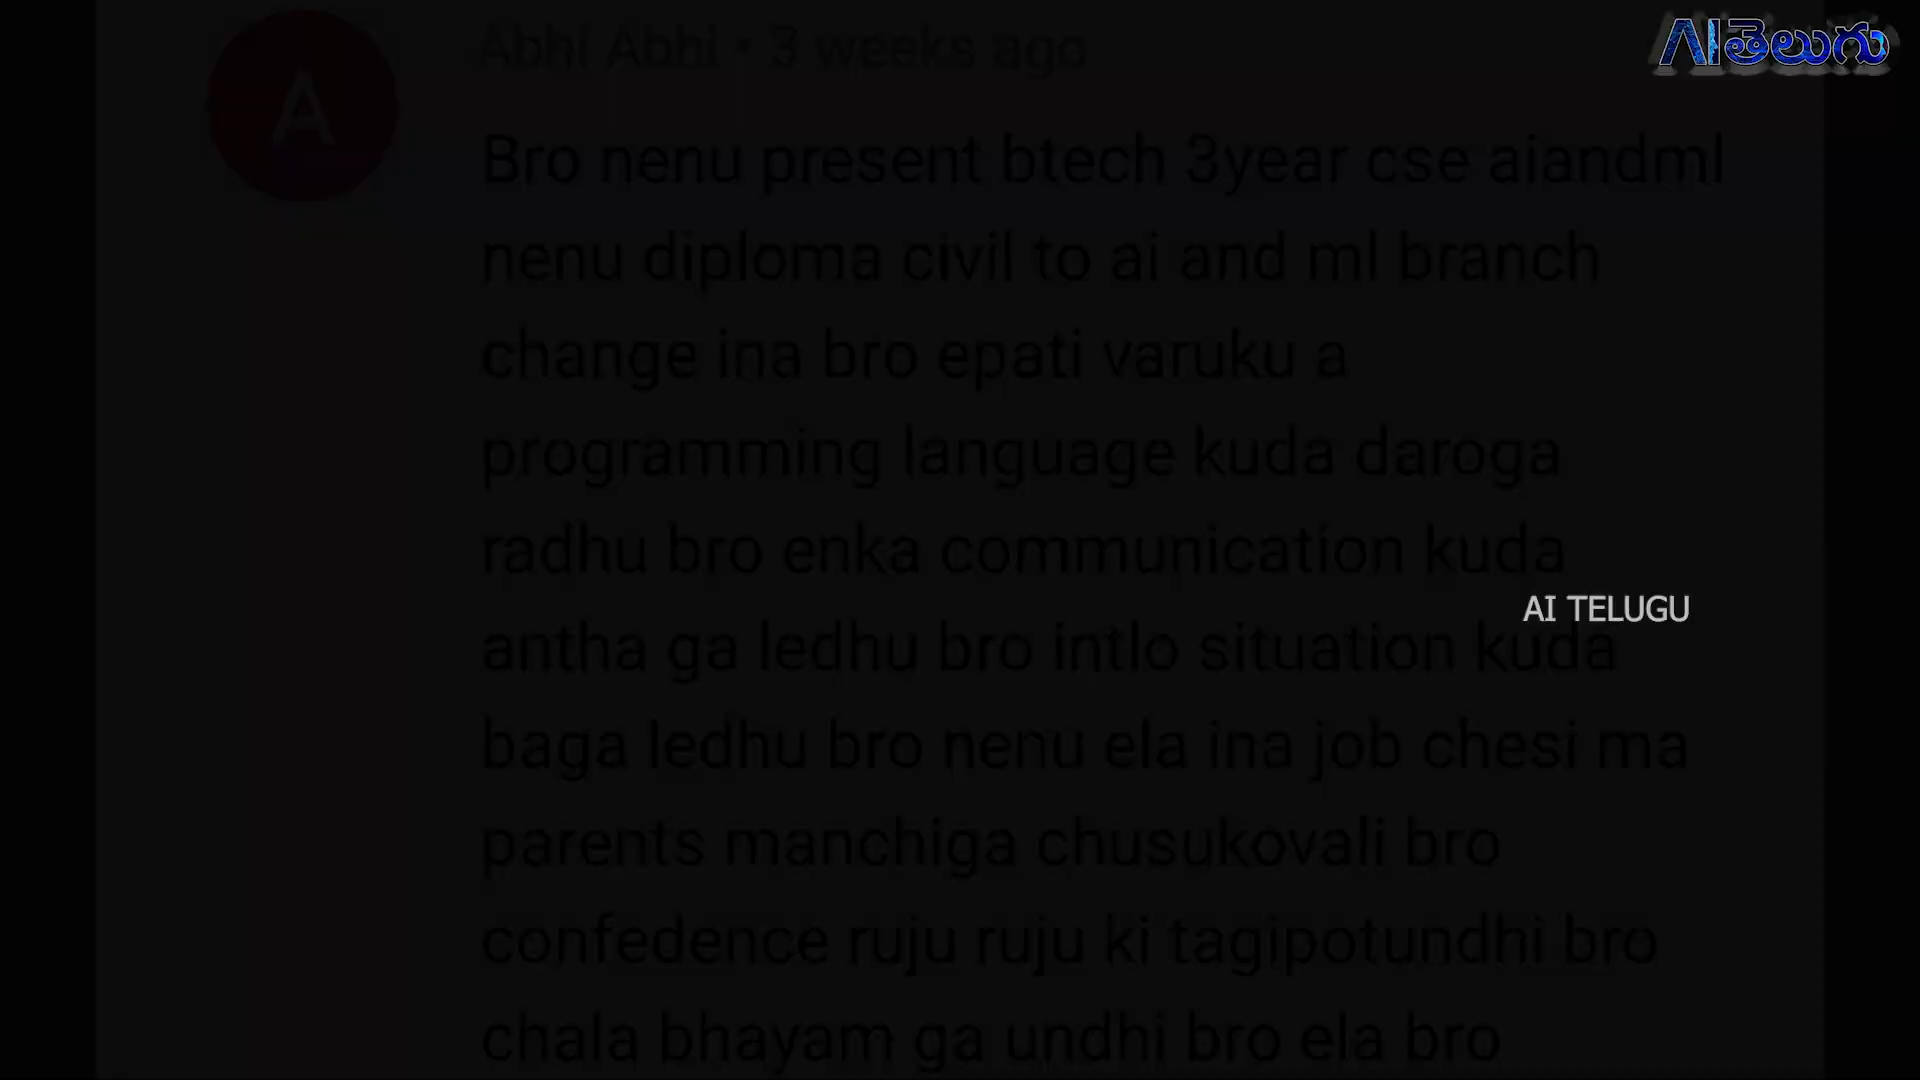 Abhi Abhi • 3 weeks ago
AIతెలుగు
A
Bro nenu present btech 3year cse aiandml
nenu diploma civil to ai and ml branch
change ina bro epati varuku a
programming language kuda daroga
radhu bro enka communication kuda
AI TELUGU
antha ga ledhu bro intlo situation kuda
baga ledhu bro nenu ela ina job chesi ma
parents manchiga chusukovali bro
confedence ruju ruju ki tagipotundhi bro
chala bhayam ga undhi bro ela bro